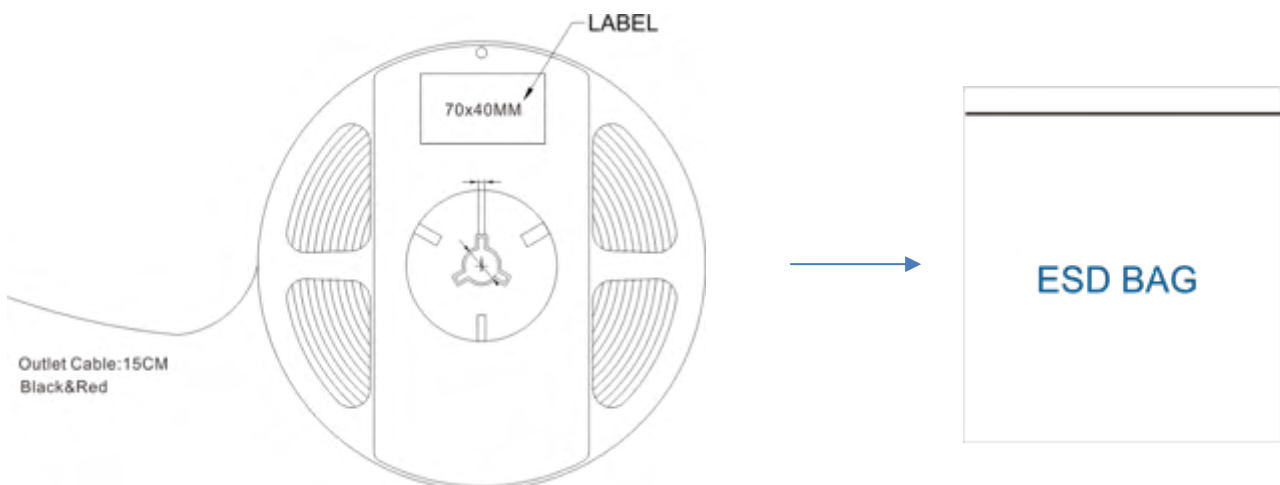 LABEL
70x40MM
Outlet Cable:15CM
Black&Red
ESD BAG